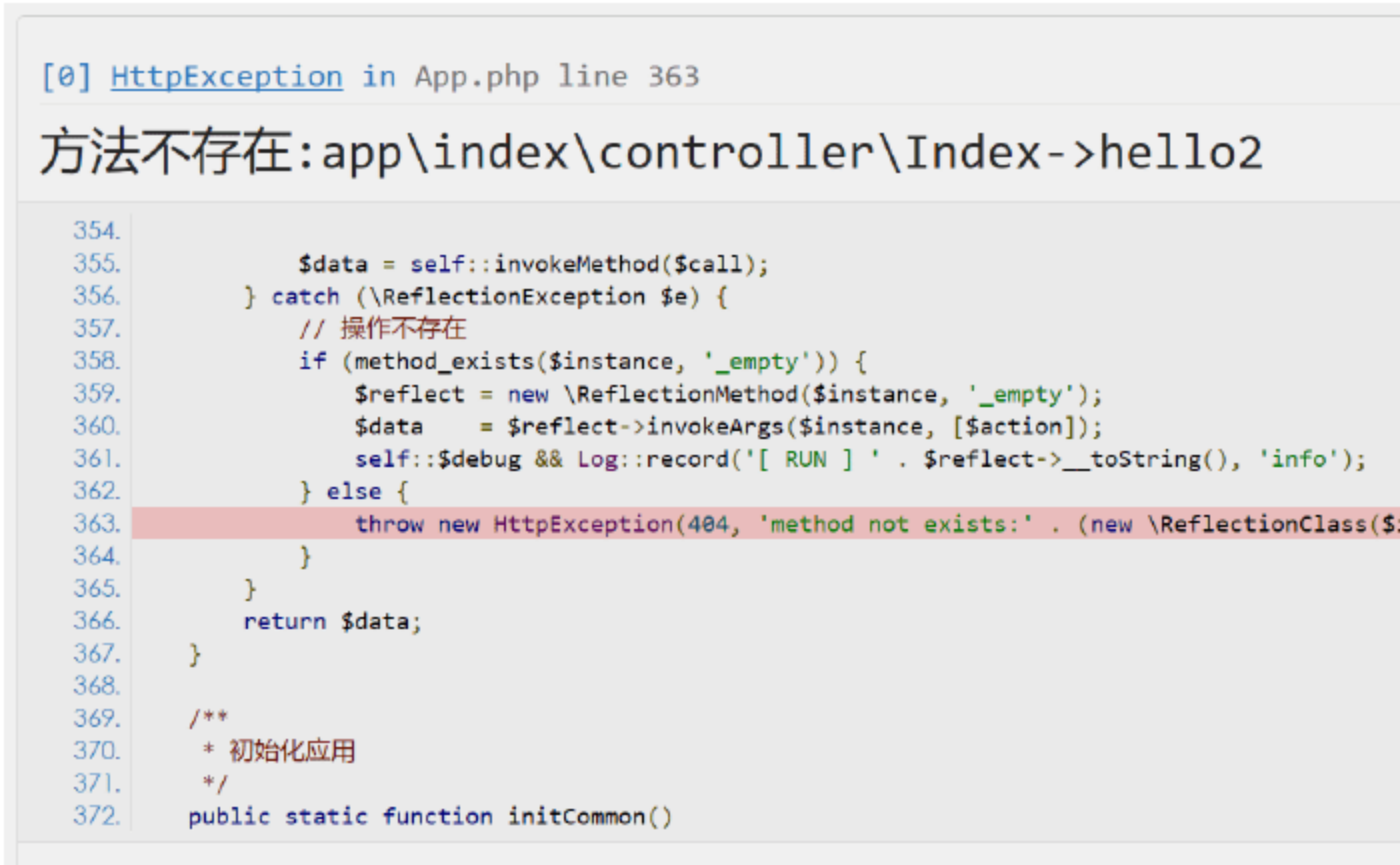 [0] HttpException in App.php line 363
方法不存在:app\index\controller\Index->hello2
354.
355. $data = self::invokeMethod($call);
356. } catch (\ReflectionException $e) {
357. // 操作不存在
358. if (method_exists($instance, '_empty')) {
359. $reflect = new \ReflectionMethod($instance, '_empty');
360. $data    = $reflect->invokeArgs($instance, [$action]);
361. self::$debug && Log::record('[ RUN ] ' . $reflect->__toString(), 'info');
362. } else {
363. throw new HttpException(404, 'method not exists:' . (new \ReflectionClass($
364. }
365. }
366. return $data;
367. }
368.
369. /**
370. * 初始化应用
371. */
372. public static function initCommon()